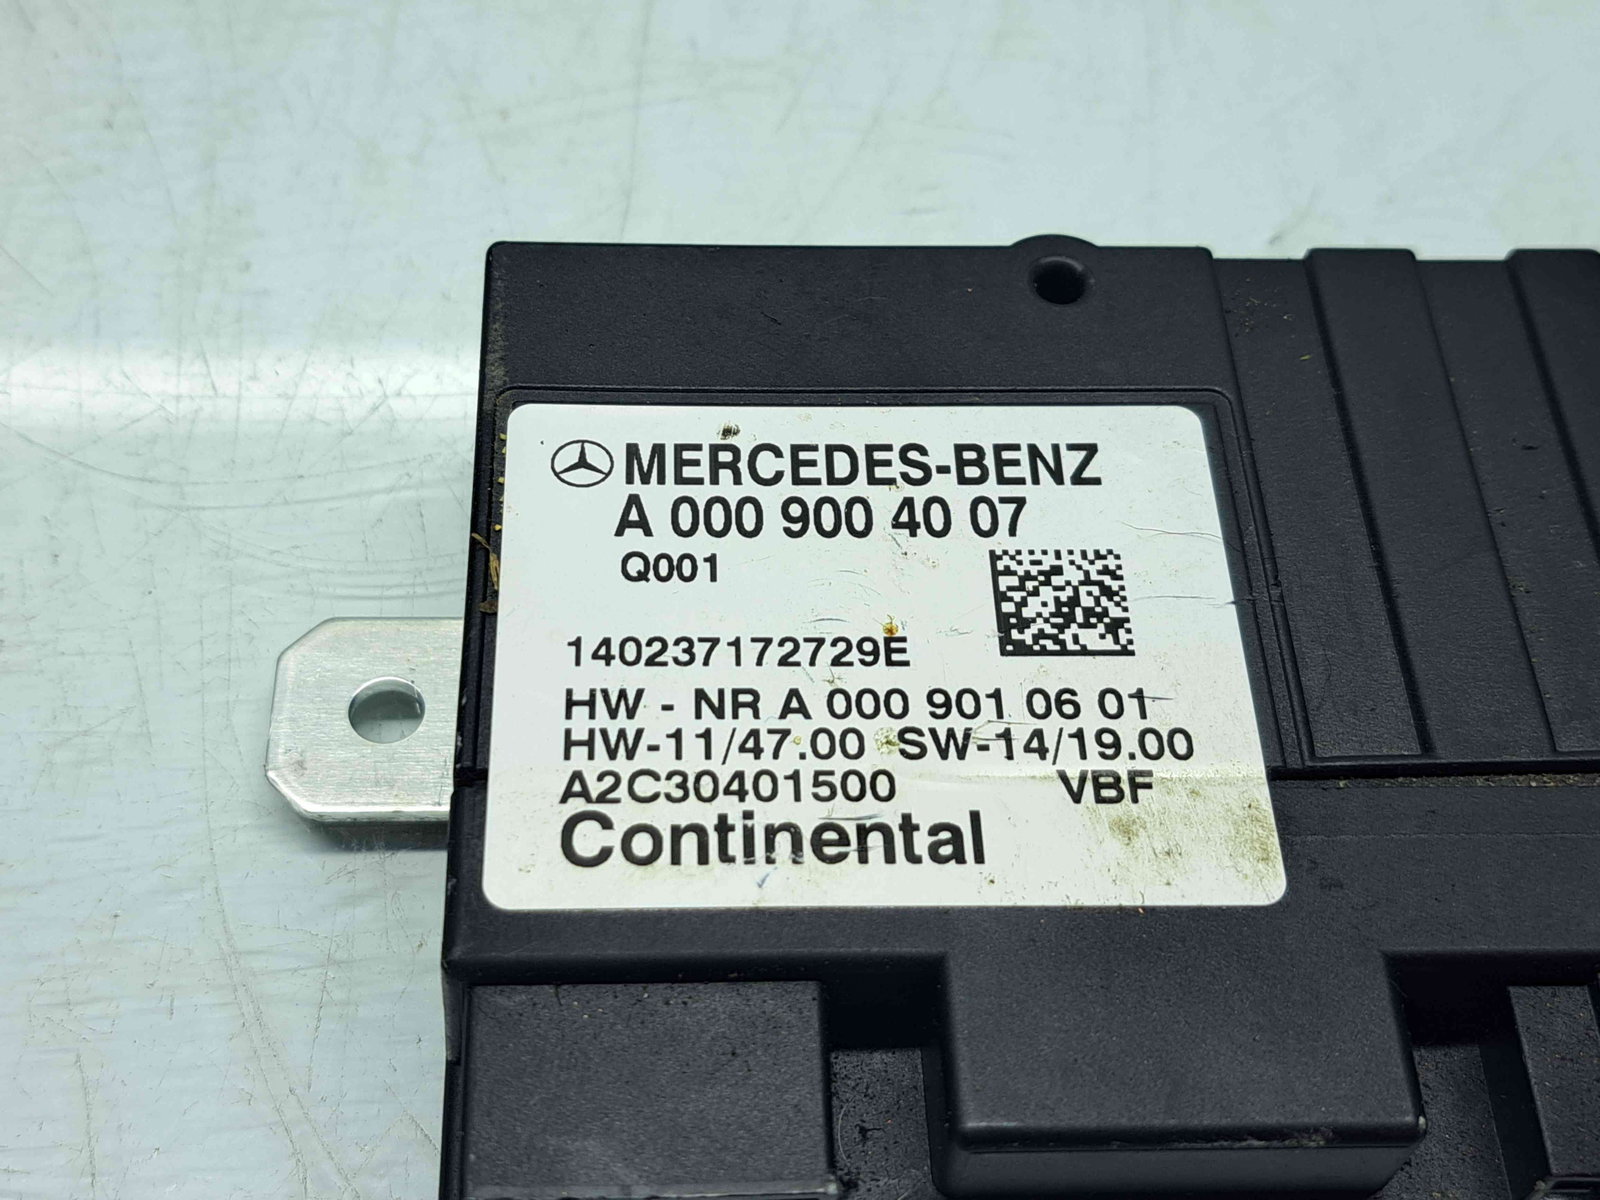 MERCEDES-BENZ
A 000 900 40 07
Q001
140237172729E
HW - NR A 000 901 06 01
HW-11/47.00 SW-14/19.00
A2C30401500 VBF
Continental